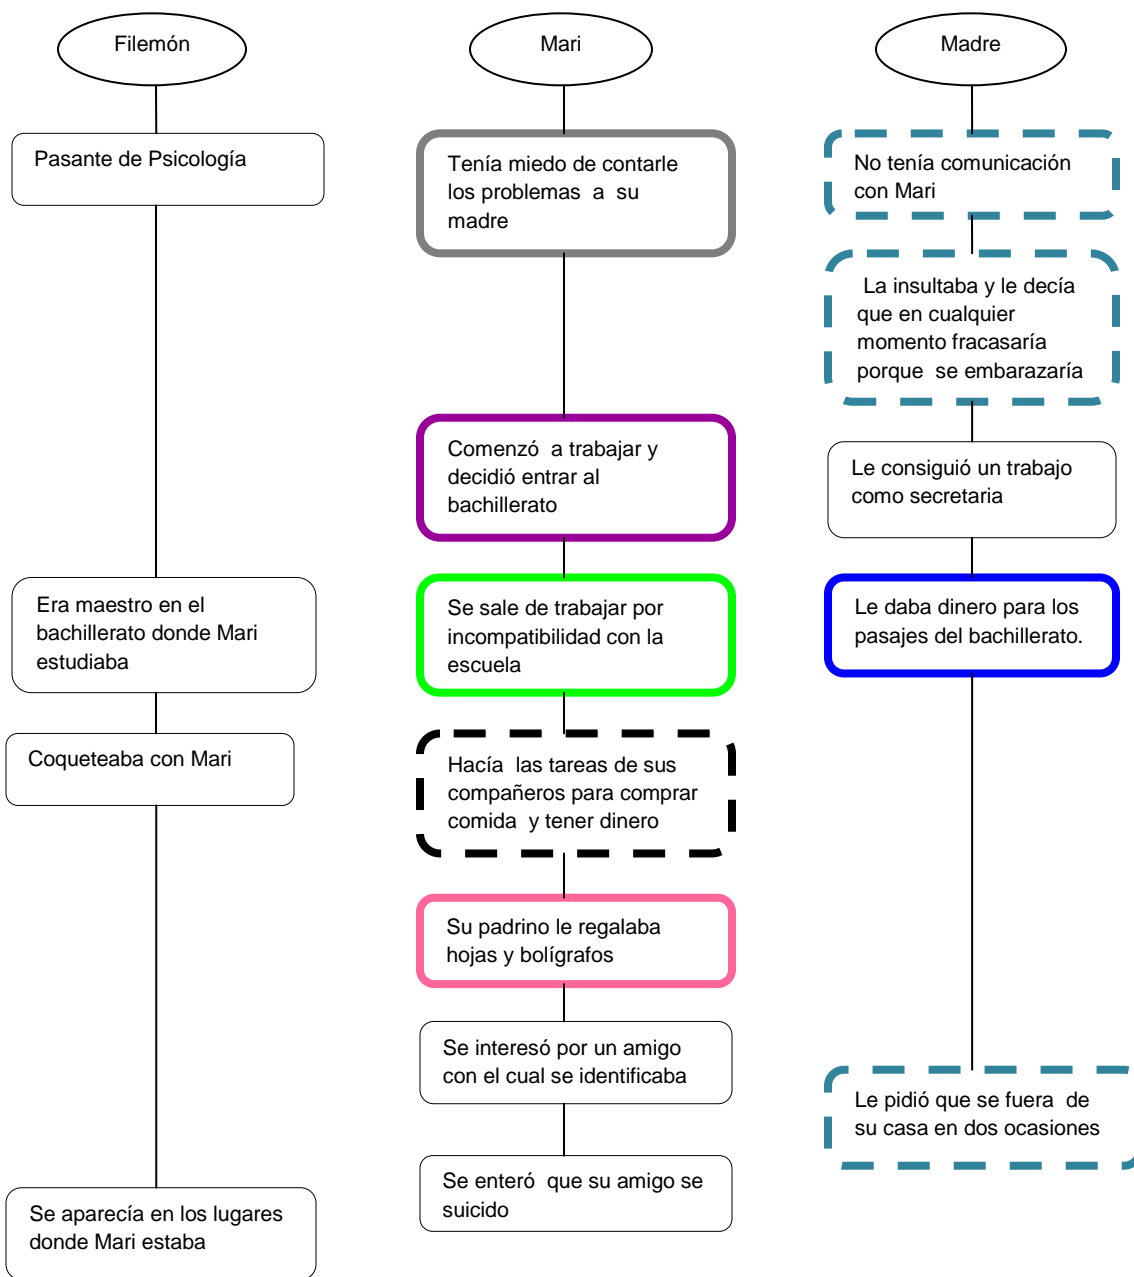 Filemón
Mari
Madre
Pasante de Psicología
Tenía miedo de contarle
los problemas a su
madre
No tenía comunicación
con Mari
La insultaba y le decía
que en cualquier
momento fracasaría
porque se embarazaría
Comenzó a trabajar y
decidió entrar al
bachillerato
Le consiguió un trabajo
como secretaria
Era maestro en el
bachillerato donde Mari
estudiaba
Se sale de trabajar por
incompatibilidad con la
escuela
Le daba dinero para los
pasajes del bachillerato.
Coqueteaba con Mari
Hacía las tareas de sus
compañeros para comprar
comida y tener dinero
Su padrino le regalaba
hojas y bolígrafos
Se interesó por un amigo
con el cual se identificaba
Le pidió que se fuera de
su casa en dos ocasiones
Se enteró que su amigo se
suicido
Se aparecía en los lugares
donde Mari estaba